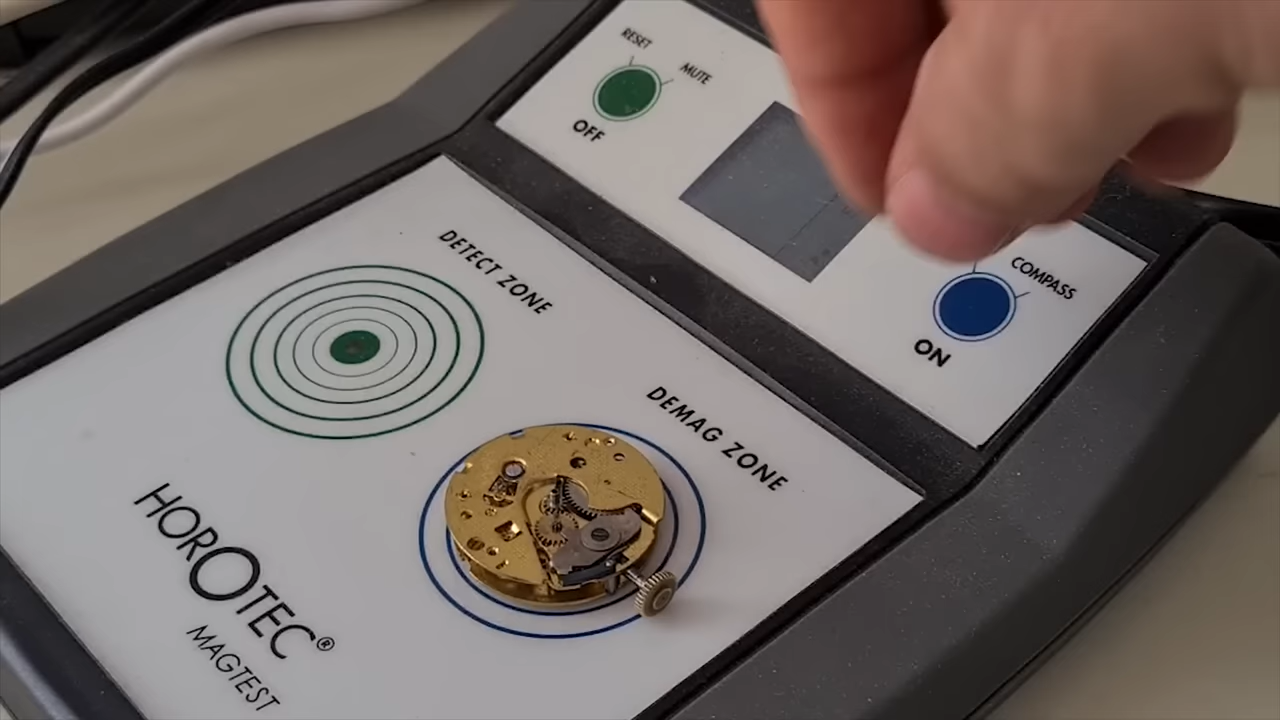 RESET
MUTE
OFF
COMPASS
ON
DETECT ZONE
DEMAG ZONE
HOROTEC®
MAGTEST